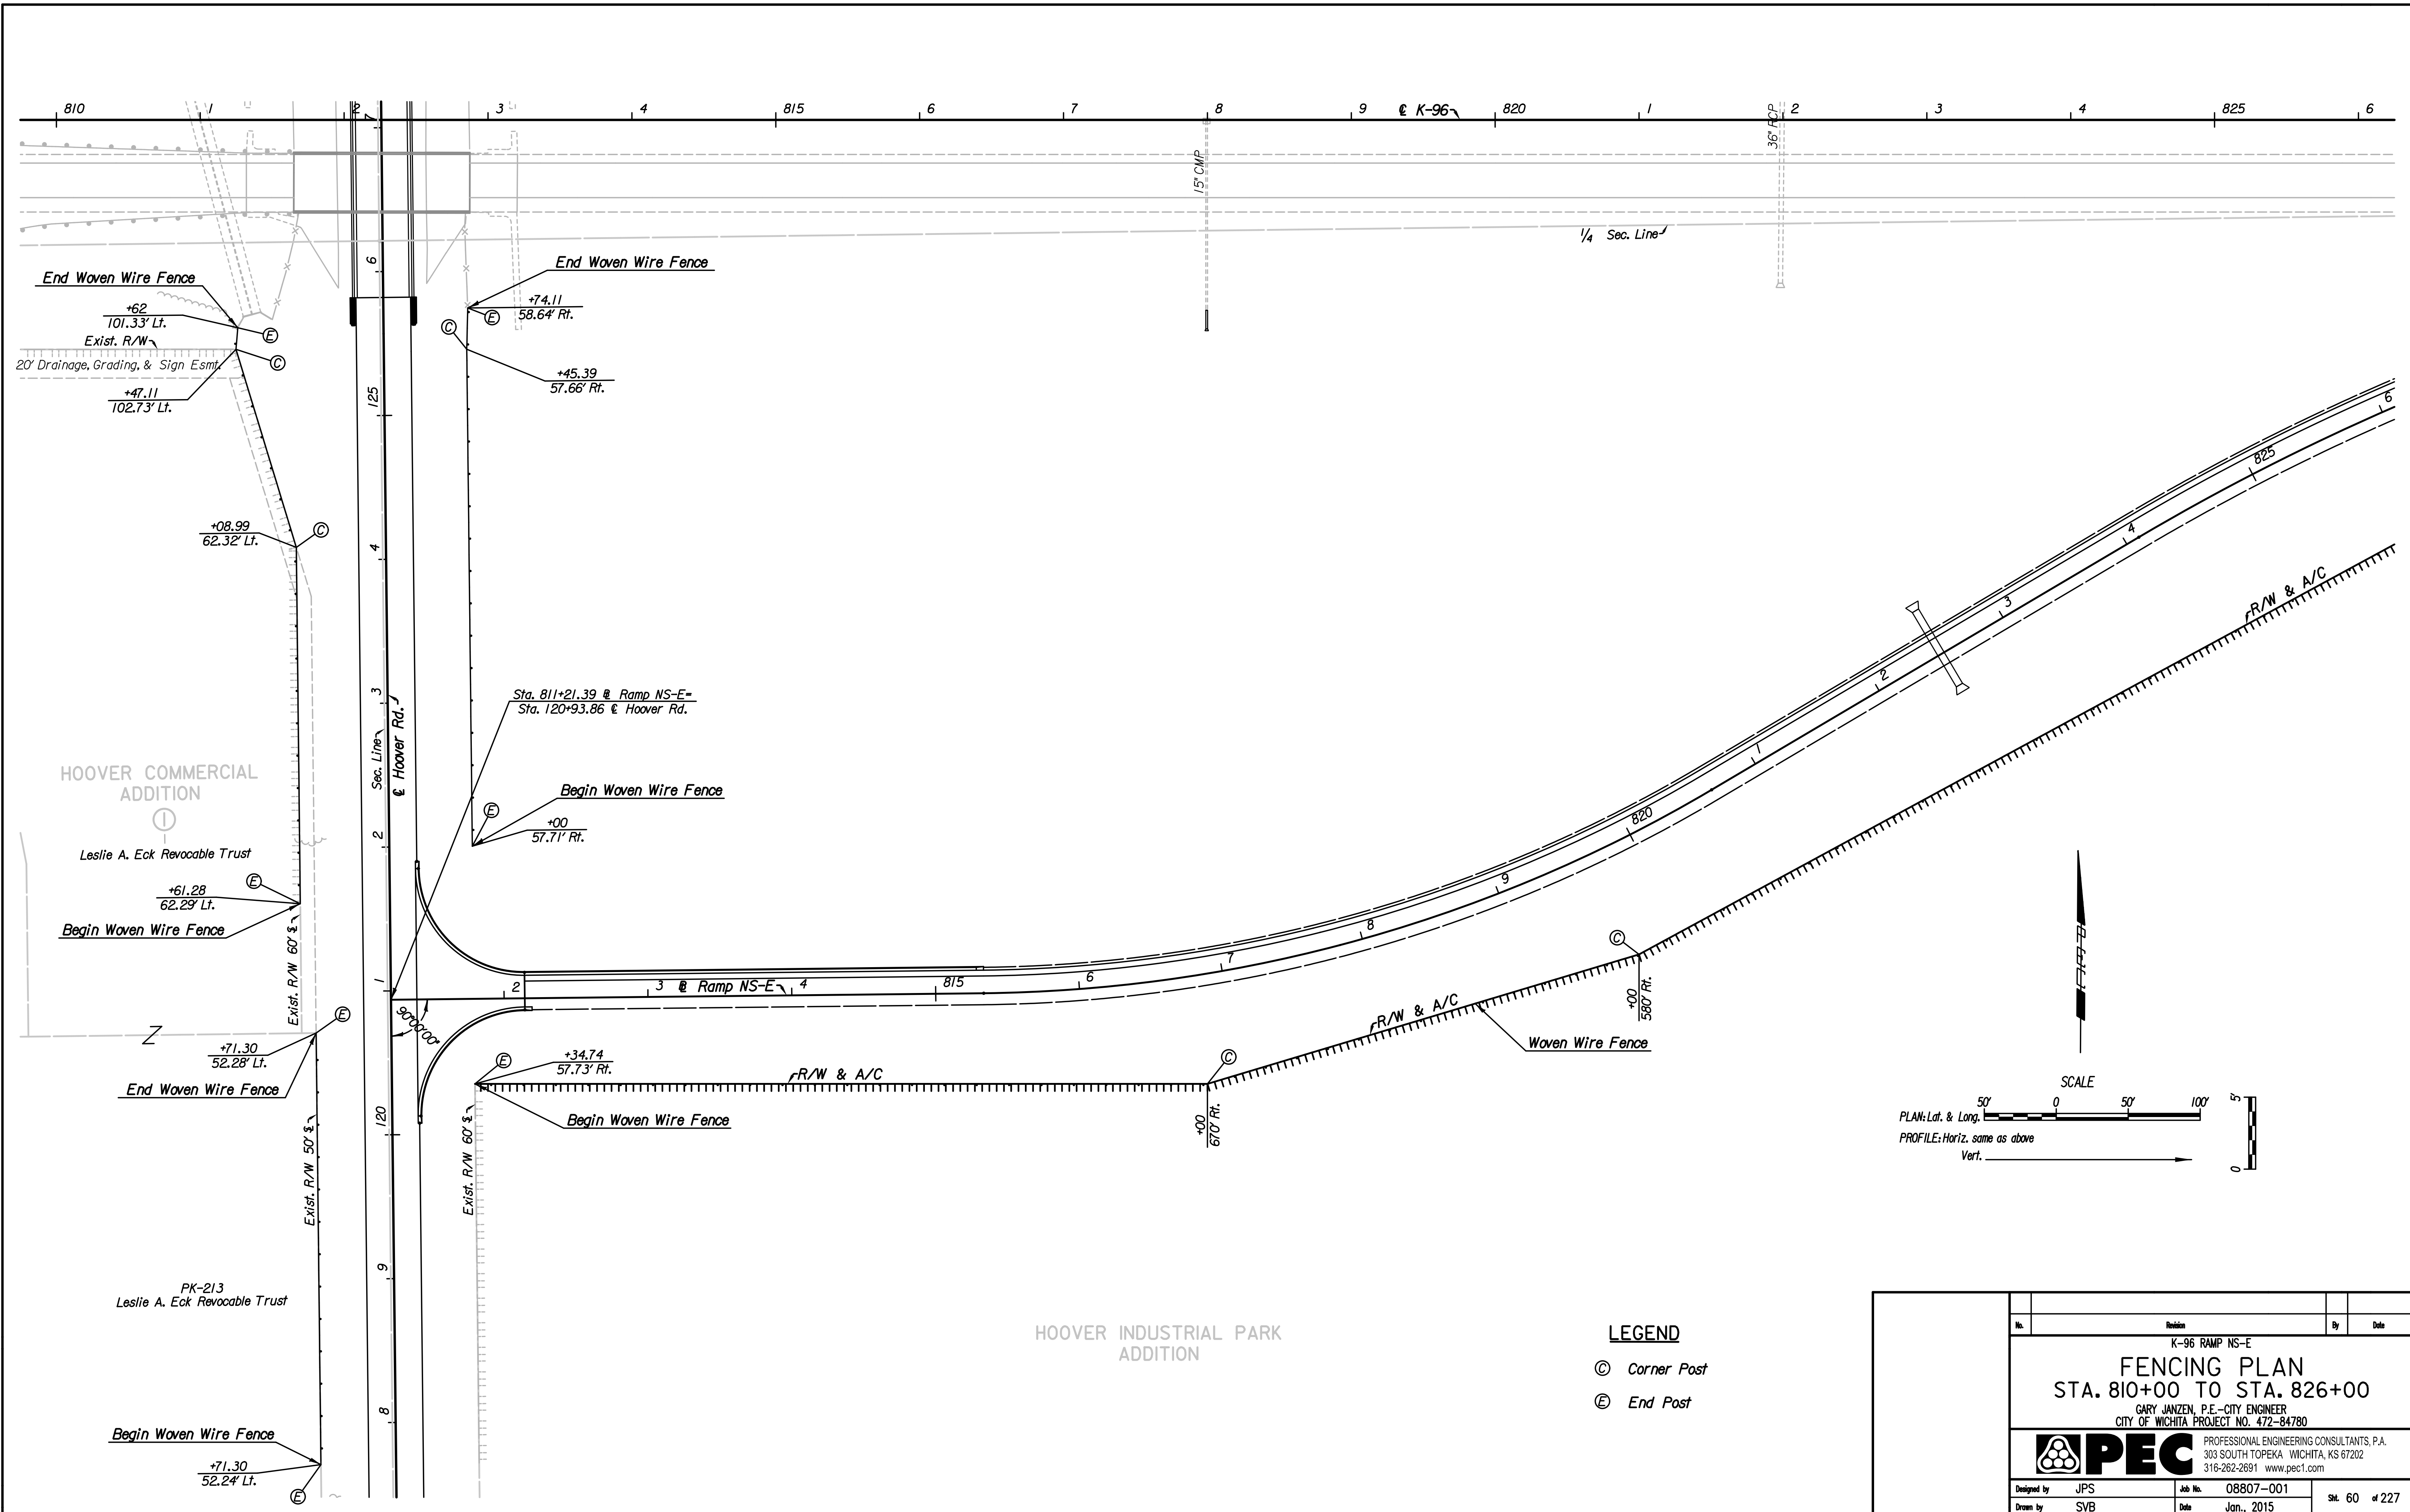 810 1 2 3 4 815 6 7 8 9 ℄ K-96 820 1 2 3 4 825 6
7
15" CMP
36" RCP
1/4 Sec. Line
End Woven Wire Fence
+62
101.33' Lt.
E
Exist. R/W
C
20' Drainage, Grading, & Sign Esmt.
+47.11
102.73' Lt.
6
End Woven Wire Fence
+74.11
58.64' Rt.
E
C
+45.39
57.66' Rt.
125
+08.99
62.32' Lt.
C
4
3
Sec. Line
℄ Hoover Rd.
Sta. 811+21.39 ℄ Ramp NS-E=
Sta. 120+93.86 ℄ Hoover Rd.
HOOVER COMMERCIAL
ADDITION
1
Leslie A. Eck Revocable Trust
2
Begin Woven Wire Fence
E
+00
57.71' Rt.
E
+61.28
62.29' Lt.
Begin Woven Wire Fence
Exist. R/W 60' ℄
1
90°00'00"
2 3 ℄ Ramp NS-E 4 815 6 7 8 9 820 1 2 3 4 825 6
Z
E
+71.30
52.28' Lt.
End Woven Wire Fence
Exist. R/W 50' ℄
120
E
+34.74
57.73' Rt.
Begin Woven Wire Fence
Exist. R/W 60' ℄
R/W & A/C
C
+00
670' Rt.
R/W & A/C
Woven Wire Fence
C
+00
580' Rt.
R/W & A/C
SCALE
50' 0 50' 100'
PLAN: Lat. & Long.
PROFILE: Horiz. same as above
Vert.
5'
0
9
PK-213
Leslie A. Eck Revocable Trust
8
Begin Woven Wire Fence
+71.30
52.24' Lt.
E
HOOVER INDUSTRIAL PARK
ADDITION
LEGEND
C Corner Post
E End Post
No. Revision By Date
K-96 RAMP NS-E
FENCING PLAN
STA. 810+00 TO STA. 826+00
GARY JANZEN, P.E.-CITY ENGINEER
CITY OF WICHITA PROJECT NO. 472-84780
PEC
PROFESSIONAL ENGINEERING CONSULTANTS, P.A.
303 SOUTH TOPEKA WICHITA, KS 67202
316-262-2691 www.pec1.com
Designed by JPS Job No. 08807-001
Drawn by SVB Date Jan., 2015
Sht. 60 of 227